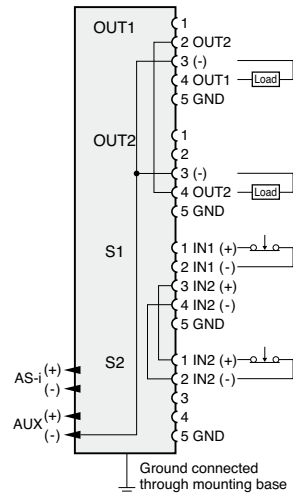 OUT1
1
2 OUT2
3 (-)
4 OUT1
Load
5 GND
OUT2
1
2
3 (-)
4 OUT2
Load
5 GND
S1
1 IN1 (+)
2 IN1 (-)
3 IN2 (+)
4 IN2 (-)
5 GND
S2
1 IN2 (+)
2 IN2 (-)
3
4
5 GND
AS-i
(+)
(-)
AUX
(+)
(-)
Ground connected
through mounting base